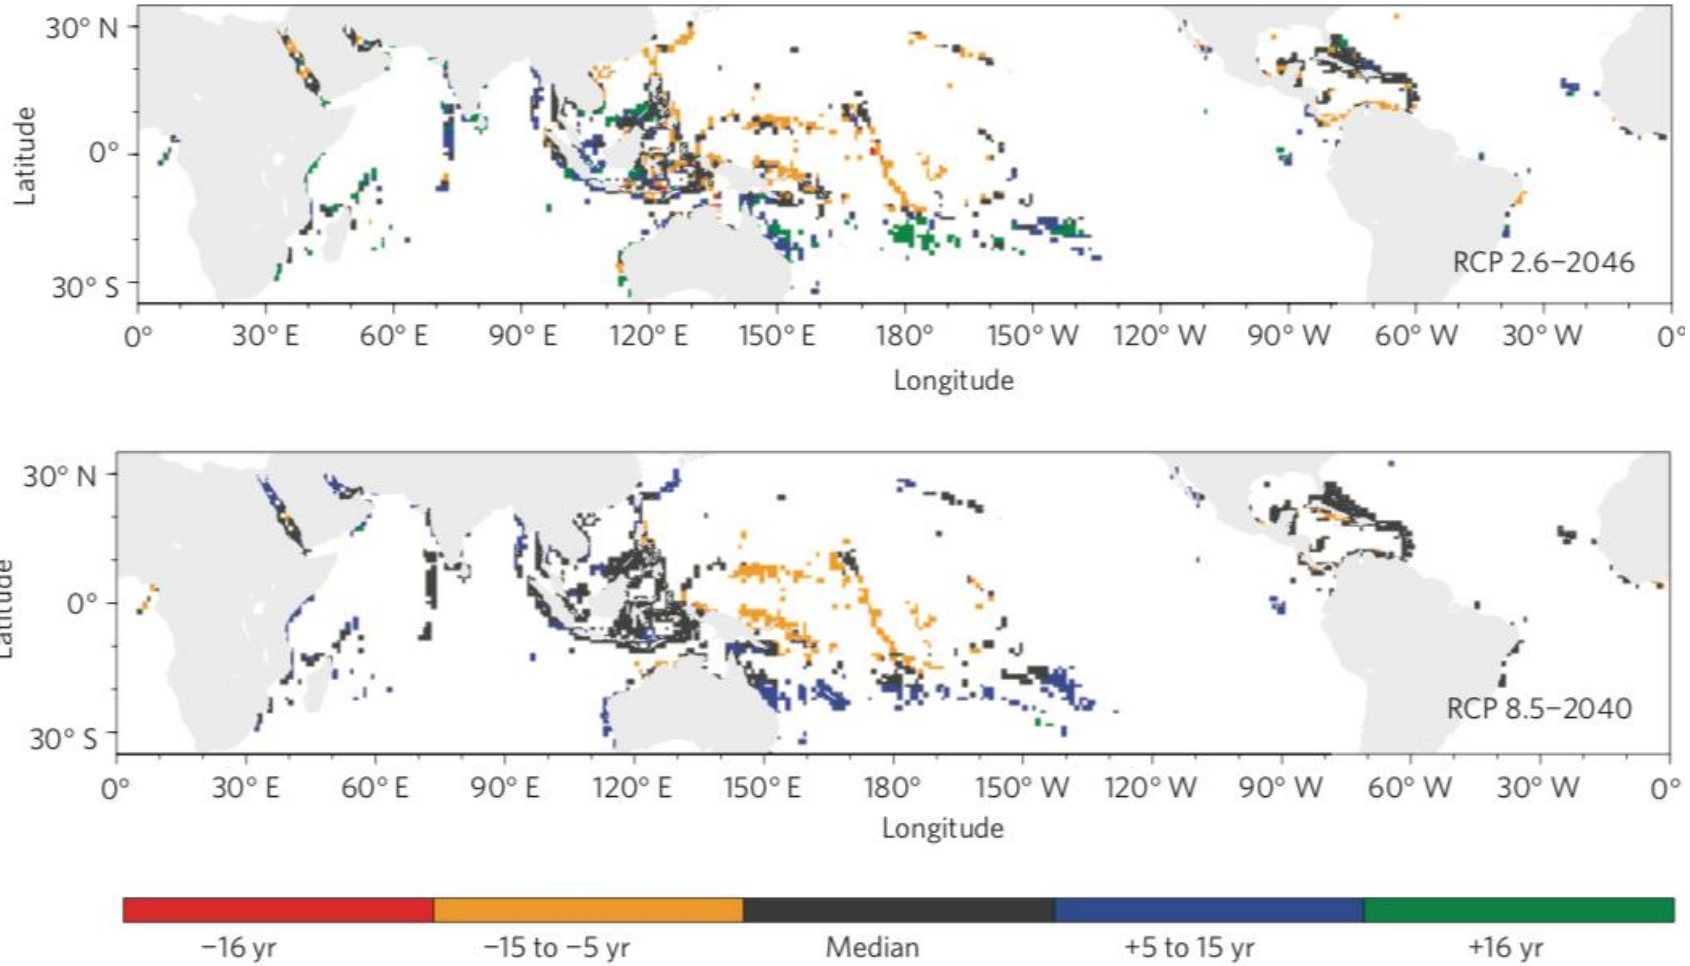 30° N
0°
30° S
Latitude
RCP 2.6–2046
0° 30° E 60° E 90° E 120° E 150° E 180° 150° W 120° W 90° W 60° W 30° W 0°
Longitude
30° N
0°
30° S
Latitude
RCP 8.5–2040
0° 30° E 60° E 90° E 120° E 150° E 180° 150° W 120° W 90° W 60° W 30° W 0°
Longitude
−16 yr −15 to −5 yr Median +5 to 15 yr +16 yr